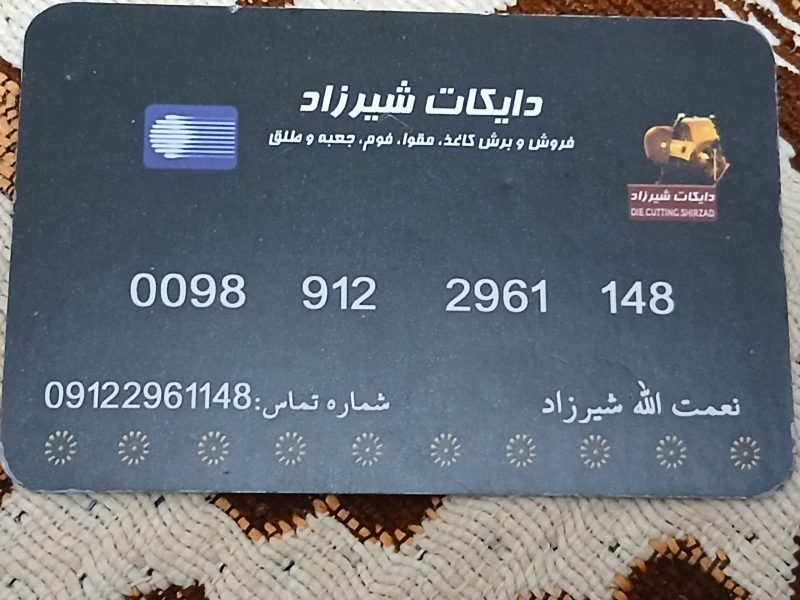 دایکات شیرزاد
فروش و برش کاغذ، مقوا، فوم، جعبه و طلق
دایکات شیرزاد
DIE CUTTING SHIRZAD
0098 912 2961 148
نعمت الله شیرزاد
شماره تماس:09122961148